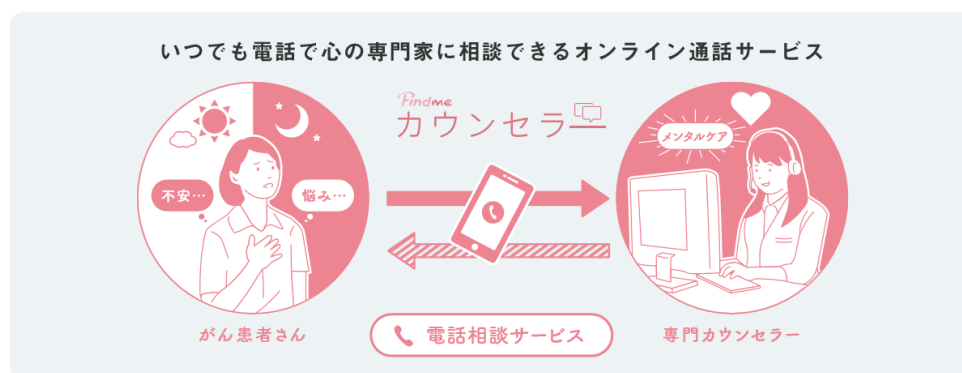 いつでも電話で心の専門家に相談できるオンライン通話サービス
Findme
カウンセラー
メンタルケア
不安…
悩み…
がん患者さん
電話相談サービス
専門カウンセラー